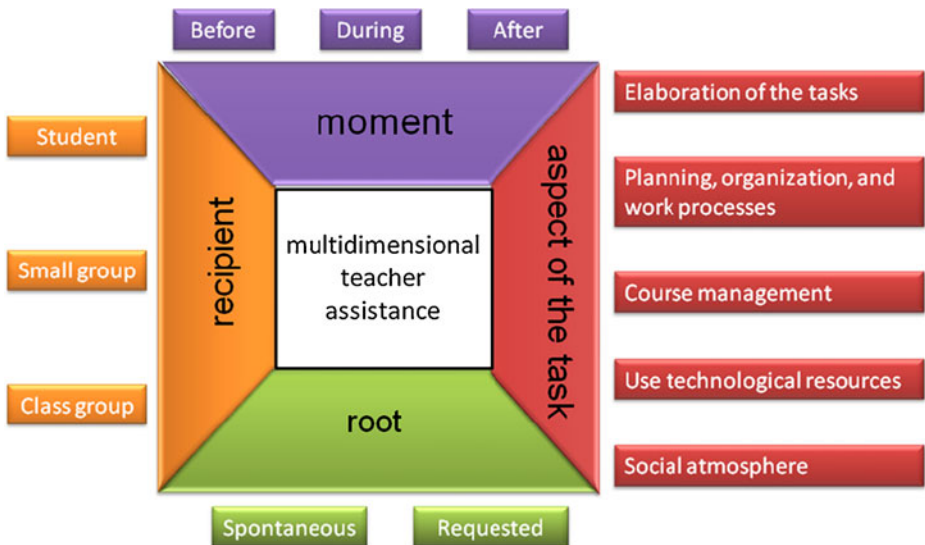 Before
During
After
moment
Student
Small group
Class group
recipient
multidimensional
teacher
assistance
aspect of the task
Elaboration of the tasks
Planning, organization, and
work processes
Course management
Use technological resources
Social atmosphere
root
Spontaneous
Requested